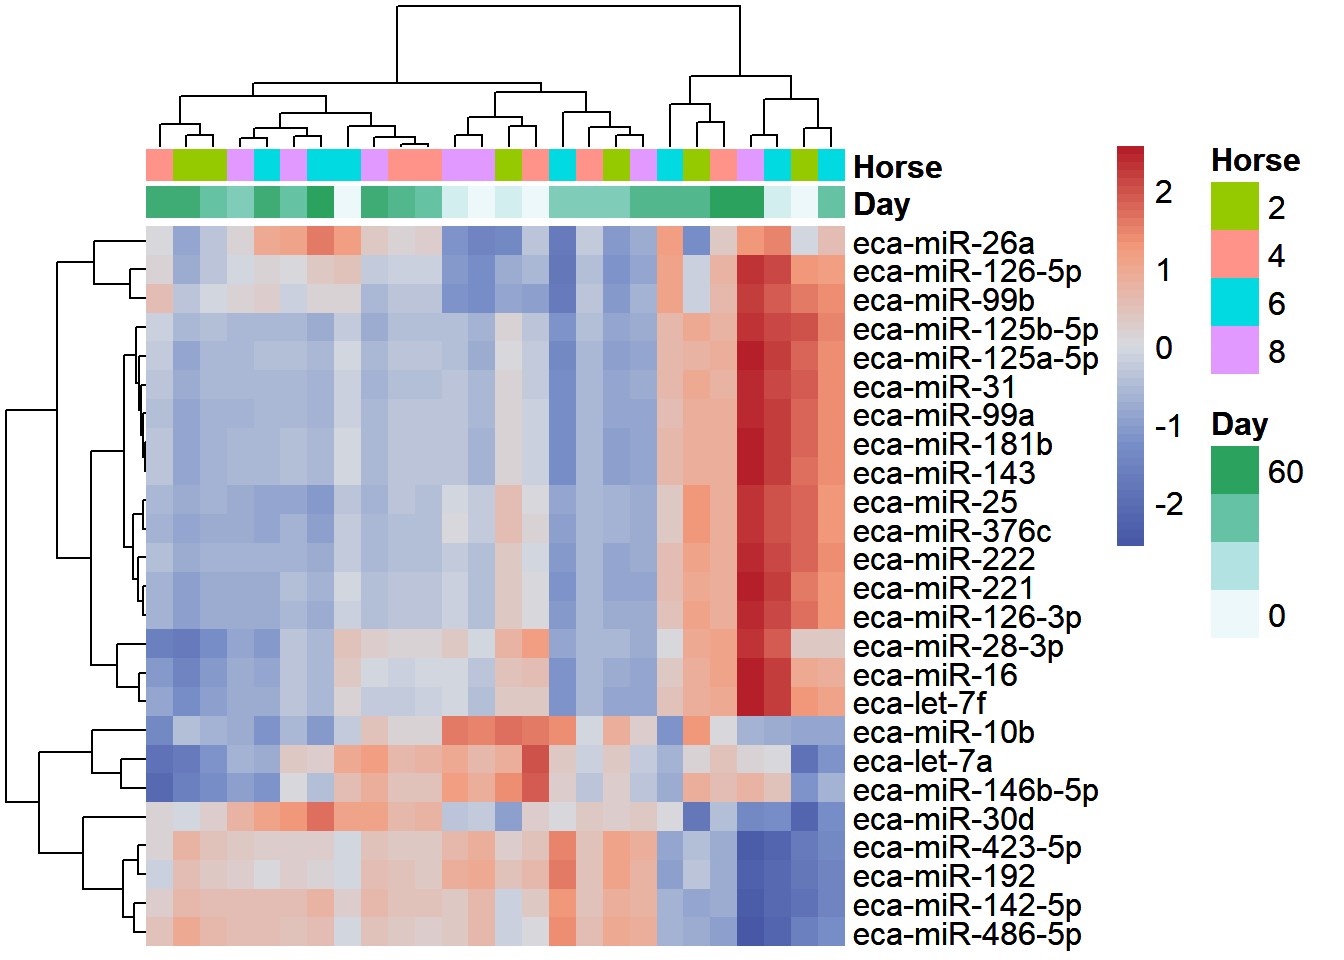 Horse
Day
eca-miR-26a
eca-miR-126-5p
eca-miR-99b
eca-miR-125b-5p
eca-miR-125a-5p
eca-miR-31
eca-miR-99a
eca-miR-181b
eca-miR-143
eca-miR-25
eca-miR-376c
eca-miR-222
eca-miR-221
eca-miR-126-3p
eca-miR-28-3p
eca-miR-16
eca-let-7f
eca-miR-10b
eca-let-7a
eca-miR-146b-5p
eca-miR-30d
eca-miR-423-5p
eca-miR-192
eca-miR-142-5p
eca-miR-486-5p
2
1
0
-1
-2
Horse
2
4
6
8
Day
60
0